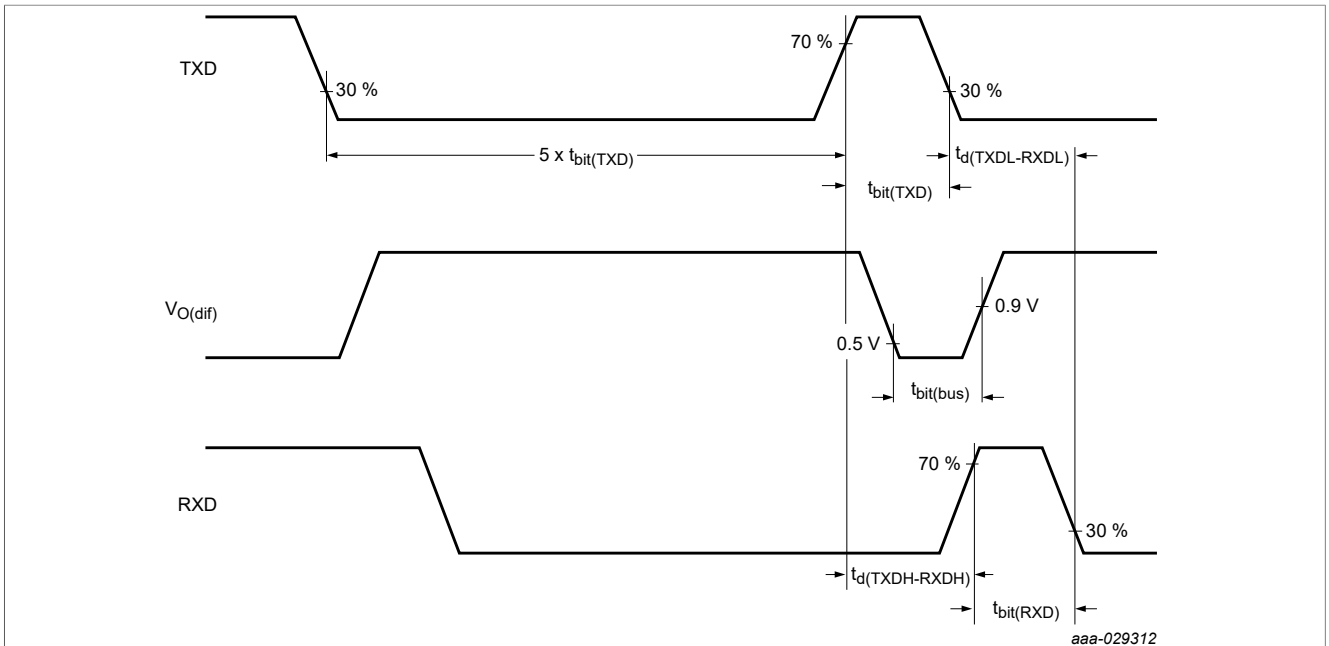 TXD
70 %
30 %
30 %
5 x tbit(TXD)
td(TXDL-RXDL)
tbit(TXD)
VO(dif)
0.9 V
0.5 V
tbit(bus)
RXD
70 %
30 %
td(TXDH-RXDH)
tbit(RXD)
aaa-029312